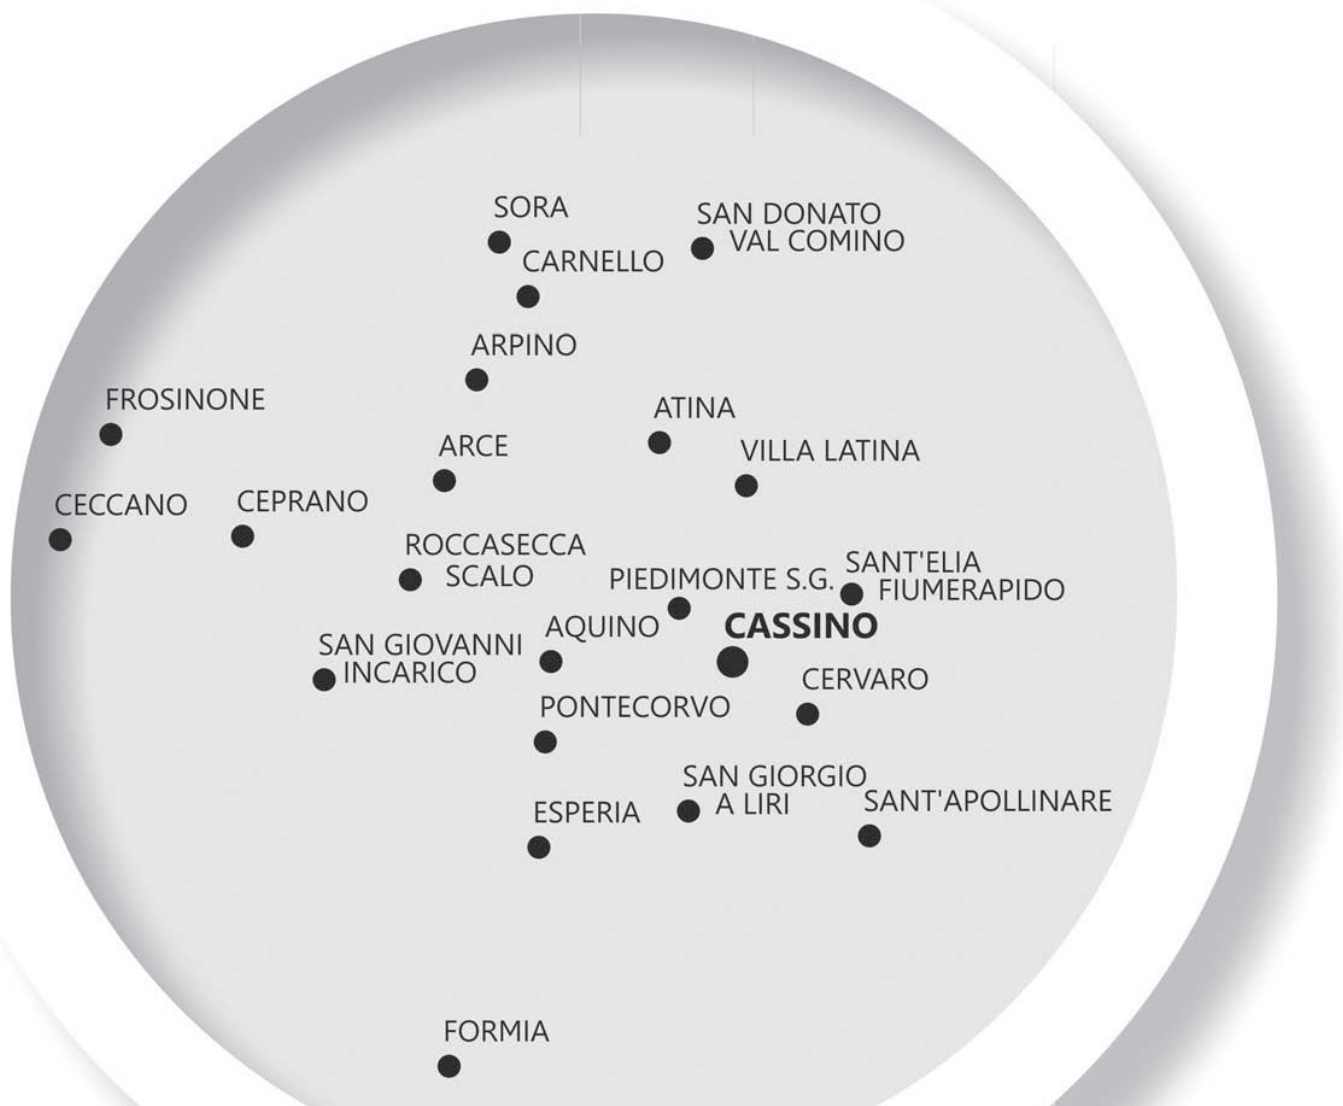 SORA
SAN DONATO
VAL COMINO
CARNELLO
ARPINO
FROSINONE
ATINA
ARCE
VILLA LATINA
CECCANO
CEPRANO
ROCCASECCA
SCALO
PIEDIMONTE S.G.
SANT'ELIA
FIUMERAPIDO
AQUINO
CASSINO
SAN GIOVANNI
INCARICO
CERVARO
PONTECORVO
SAN GIORGIO
A LIRI
SANT'APOLLINARE
ESPERIA
FORMIA